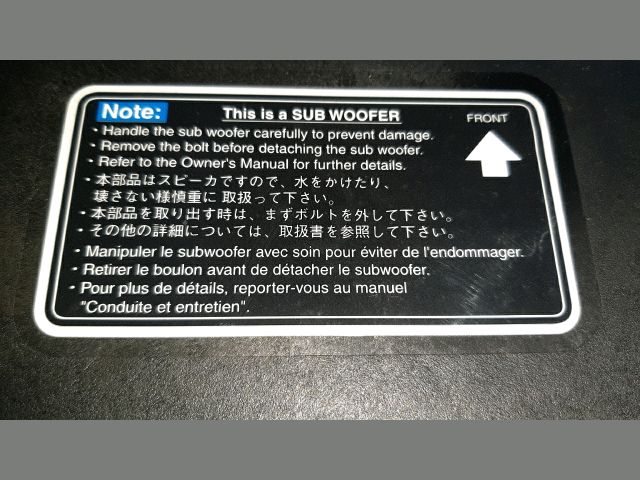 Note:
This is a SUB WOOFER
FRONT
· Handle the sub woofer carefully to prevent damage.
· Remove the bolt before detaching the sub woofer.
· Refer to the Owner's Manual for further details.
· 本部品はスピーカですので、水をかけたり、
壊さない様慎重に取扱って下さい。
· 本部品を取り出す時は、まずボルトを外して下さい。
· その他の詳細については、取扱書を参照して下さい。
· Manipuler le subwoofer avec soin pour éviter de l'endommager.
· Retirer le boulon avant de détacher le subwoofer.
· Pour plus de détails, reporter-vous au manuel
"Conduite et entretien".